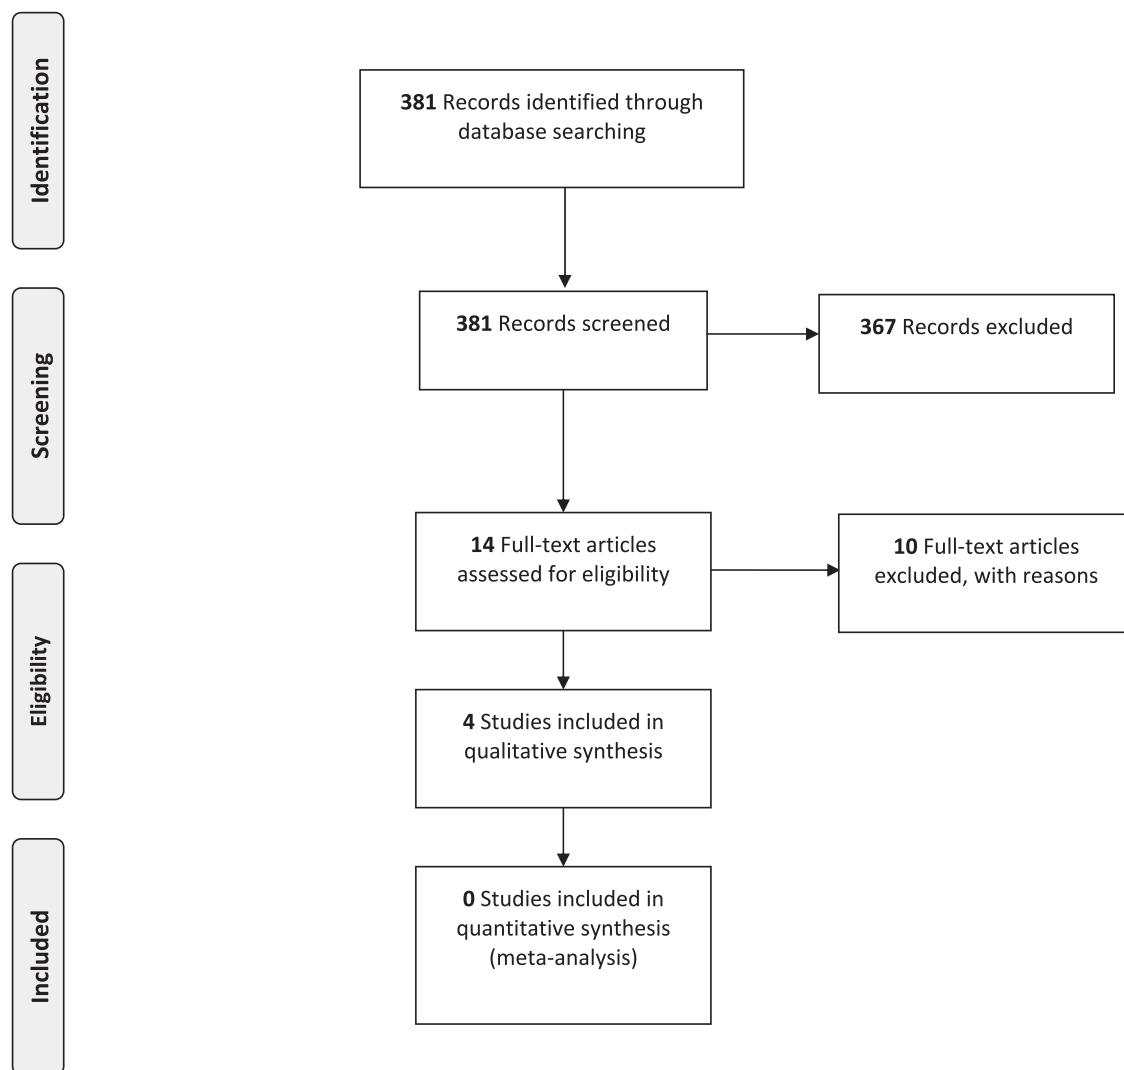 Identification
381 Records identified through
database searching
Screening
381 Records screened
367 Records excluded
14 Full-text articles
assessed for eligibility
10 Full-text articles
excluded, with reasons
Eligibility
4 Studies included in
qualitative synthesis
Included
0 Studies included in
quantitative synthesis
(meta-analysis)